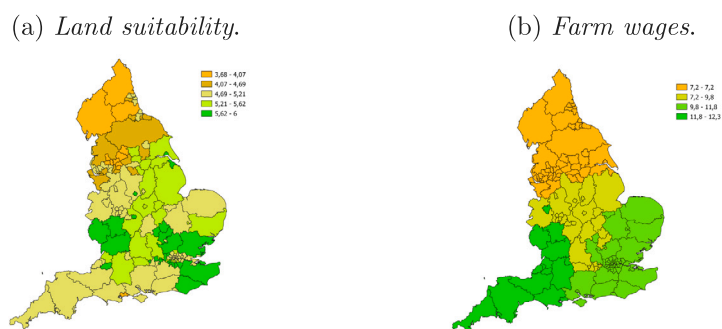 (a) Land suitability.
3,68 - 4,07
4,07 - 4,69
4,69 - 5,21
5,21 - 5,62
5,62 - 6
(b) Farm wages.
7,2 - 7,2
7,2 - 9,8
9,8 - 11,8
11,8 - 12,3